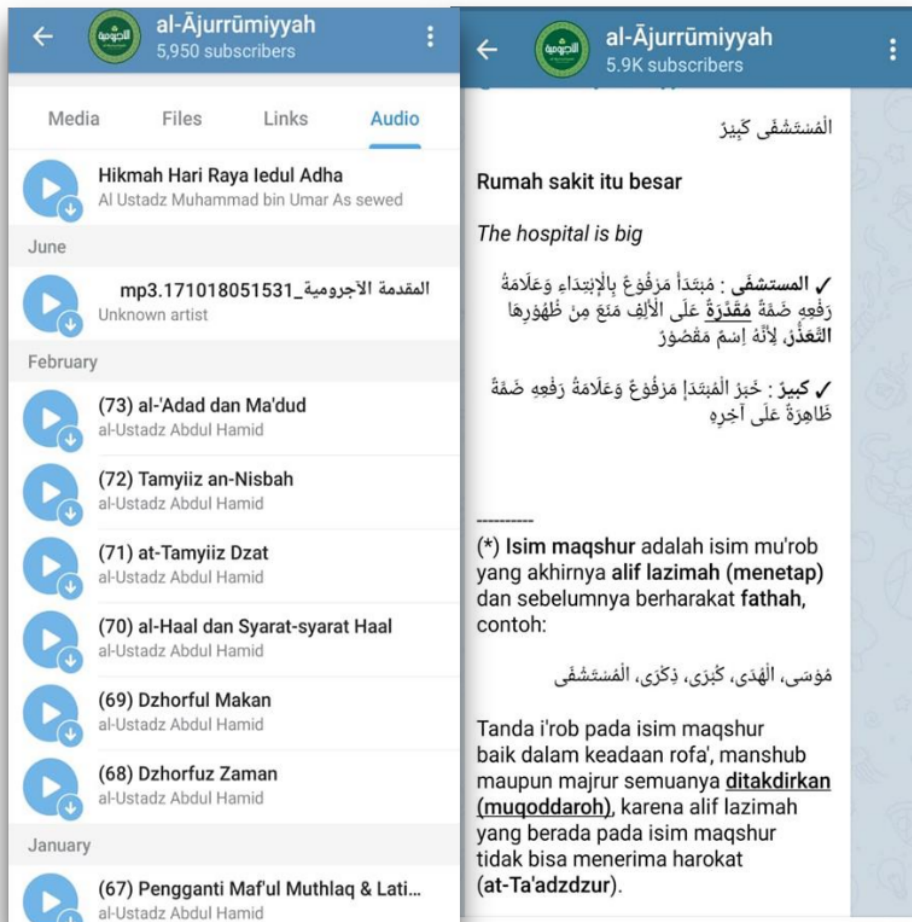 al-Ājurrūmiyyah
5,950 subscribers
Media Files Links Audio
Hikmah Hari Raya Iedul Adha
Al Ustadz Muhammad bin Umar As sewed
June
المقدمة الآجرومية_mp3.171018051531
Unknown artist
February
(73) al-'Adad dan Ma'dud
al-Ustadz Abdul Hamid
(72) Tamyiiz an-Nisbah
al-Ustadz Abdul Hamid
(71) at-Tamyiiz Dzat
al-Ustadz Abdul Hamid
(70) al-Haal dan Syarat-syarat Haal
al-Ustadz Abdul Hamid
(69) Dzhorful Makan
al-Ustadz Abdul Hamid
(68) Dzhorfuz Zaman
al-Ustadz Abdul Hamid
January
(67) Pengganti Maf'ul Muthlaq & Lati...
al-Ustadz Abdul Hamid
al-Ājurrūmiyyah
5.9K subscribers
الْمُسْتَشْفَى كَبِيْرٌ
Rumah sakit itu besar
The hospital is big
✓ المستشفَى : مُبْتَدَأٌ مَرْفُوْعٌ بِالْاِبْتِدَاءِ وَعَلَامَةُ
رَفْعِهِ ضَمَّةٌ مُقَدَّرَةٌ عَلَى الْأَلِفِ مَنَعَ مِنْ ظُهُوْرِهَا
التَّعَذُّرُ، لِأَنَّهُ اِسْمٌ مَقْصُوْرٌ
✓ كبيرٌ : خَبَرُ الْمُبْتَدَإِ مَرْفُوْعٌ وَعَلَامَةُ رَفْعِهِ ضَمَّةٌ
ظَاهِرَةٌ عَلَى آخِرِهِ
----------
(*) Isim maqshur adalah isim mu'rob
yang akhirnya alif lazimah (menetap)
dan sebelumnya berharakat fathah,
contoh:
مُوْسَى، الْهُدَى، كُبْرَى، ذِكْرَى، الْمُسْتَشْفَى
Tanda i'rob pada isim maqshur
baik dalam keadaan rofa', manshub
maupun majrur semuanya ditakdirkan
(muqoddaroh), karena alif lazimah
yang berada pada isim maqshur
tidak bisa menerima harokat
(at-Ta'adzdzur).